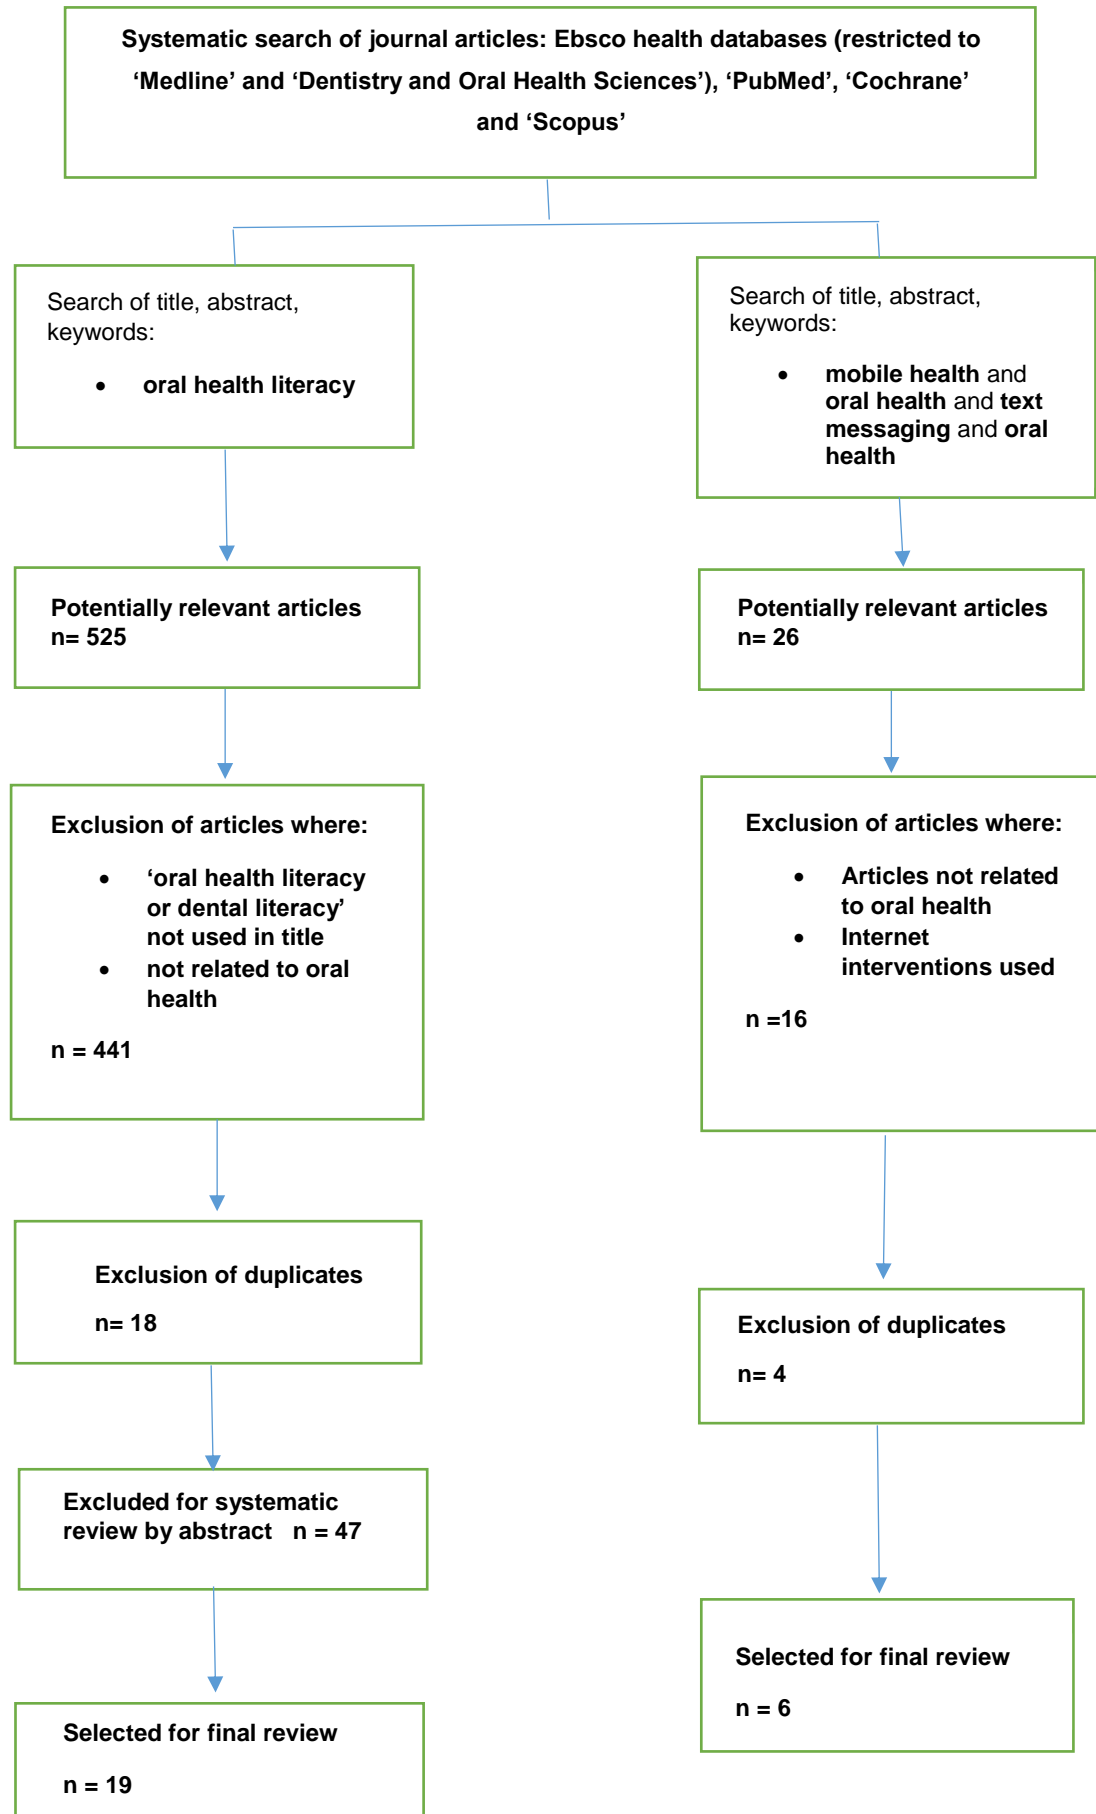 Systematic search of journal articles: Ebsco health databases (restricted to
‘Medline’ and ‘Dentistry and Oral Health Sciences’), ‘PubMed’, ‘Cochrane’
and ‘Scopus’
Search of title, abstract,
keywords:
• oral health literacy
Potentially relevant articles
n= 525
Exclusion of articles where:
• ‘oral health literacy
or dental literacy’
not used in title
• not related to oral
health
n = 441
Exclusion of duplicates
n= 18
Excluded for systematic
review by abstract n = 47
Selected for final review
n = 19
Search of title, abstract,
keywords:
• mobile health and
oral health and text
messaging and oral
health
Potentially relevant articles
n= 26
Exclusion of articles where:
• Articles not related
to oral health
• Internet
interventions used
n =16
Exclusion of duplicates
n= 4
Selected for final review
n = 6